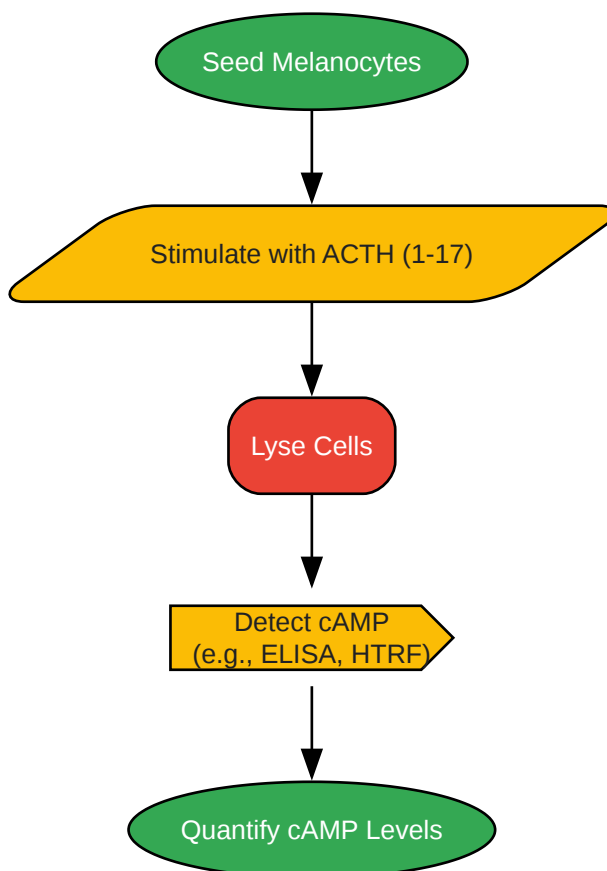 Seed Melanocytes
Stimulate with ACTH (1-17)
Lyse Cells
Detect cAMP
(e.g., ELISA, HTRF)
Quantify cAMP Levels